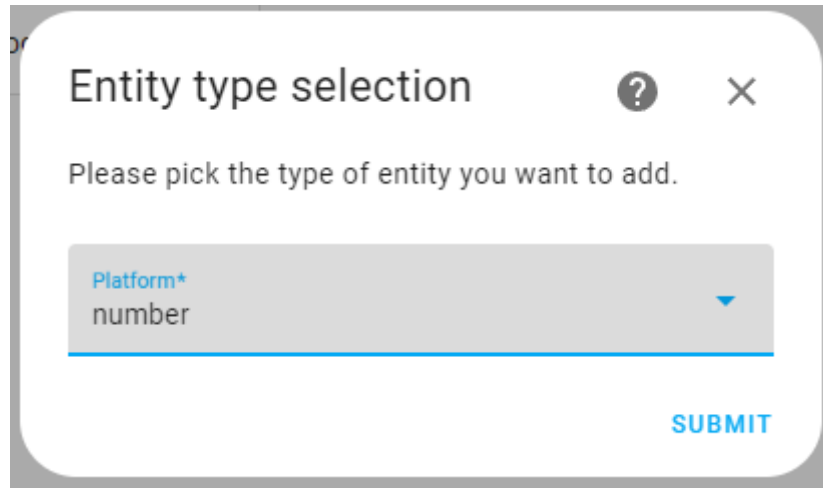 Entity type selection
Please pick the type of entity you want to add.
Platform*
number
SUBMIT